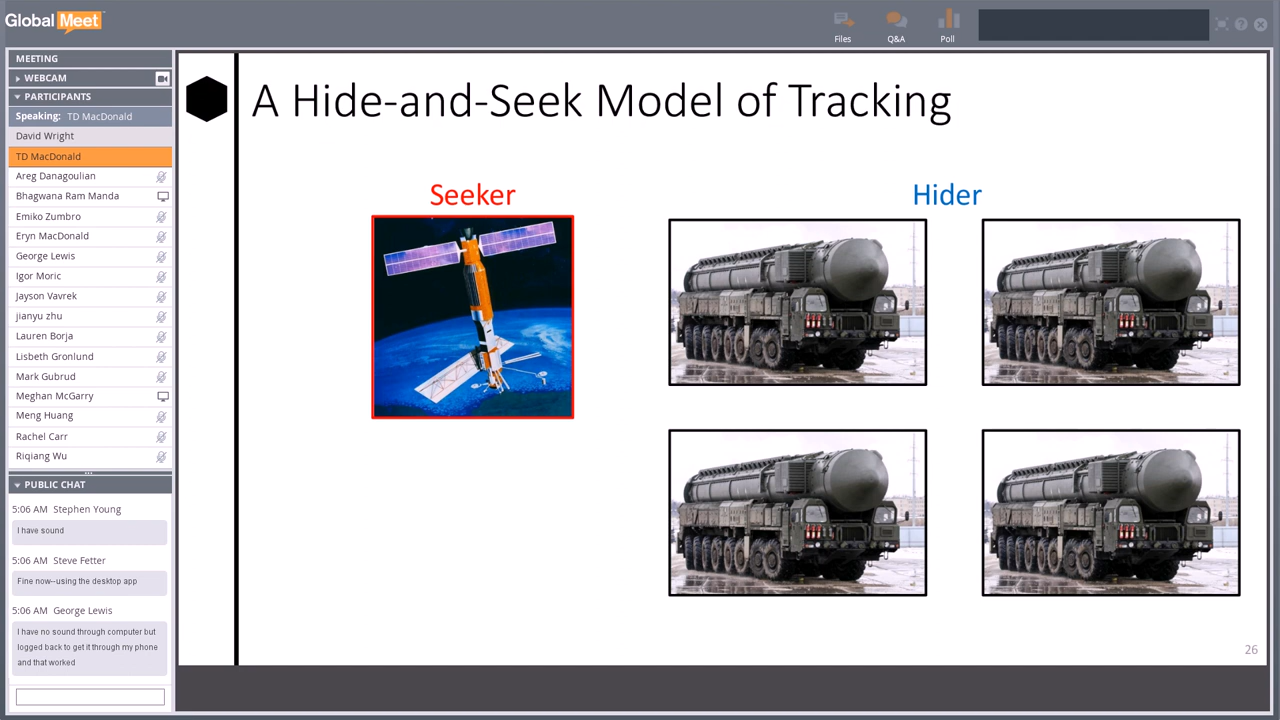 Global Meet
Files
Q&A
Poll
MEETING
WEBCAM
PARTICIPANTS
Speaking: TD MacDonald
David Wright
TD MacDonald
Areg Danagoulian
Bhagwana Ram Manda
Emiko Zumbro
Eryn MacDonald
George Lewis
Igor Moric
Jayson Vavrek
jianyu zhu
Lauren Borja
Lisbeth Gronlund
Mark Gubrud
Meghan McGarry
Meng Huang
Rachel Carr
Riqiang Wu
PUBLIC CHAT
5:06 AM Stephen Young
I have sound
5:06 AM Steve Fetter
Fine now--using the desktop app
5:06 AM George Lewis
I have no sound through computer but
logged back to get it through my phone
and that worked
A Hide-and-Seek Model of Tracking
Seeker
Hider
26